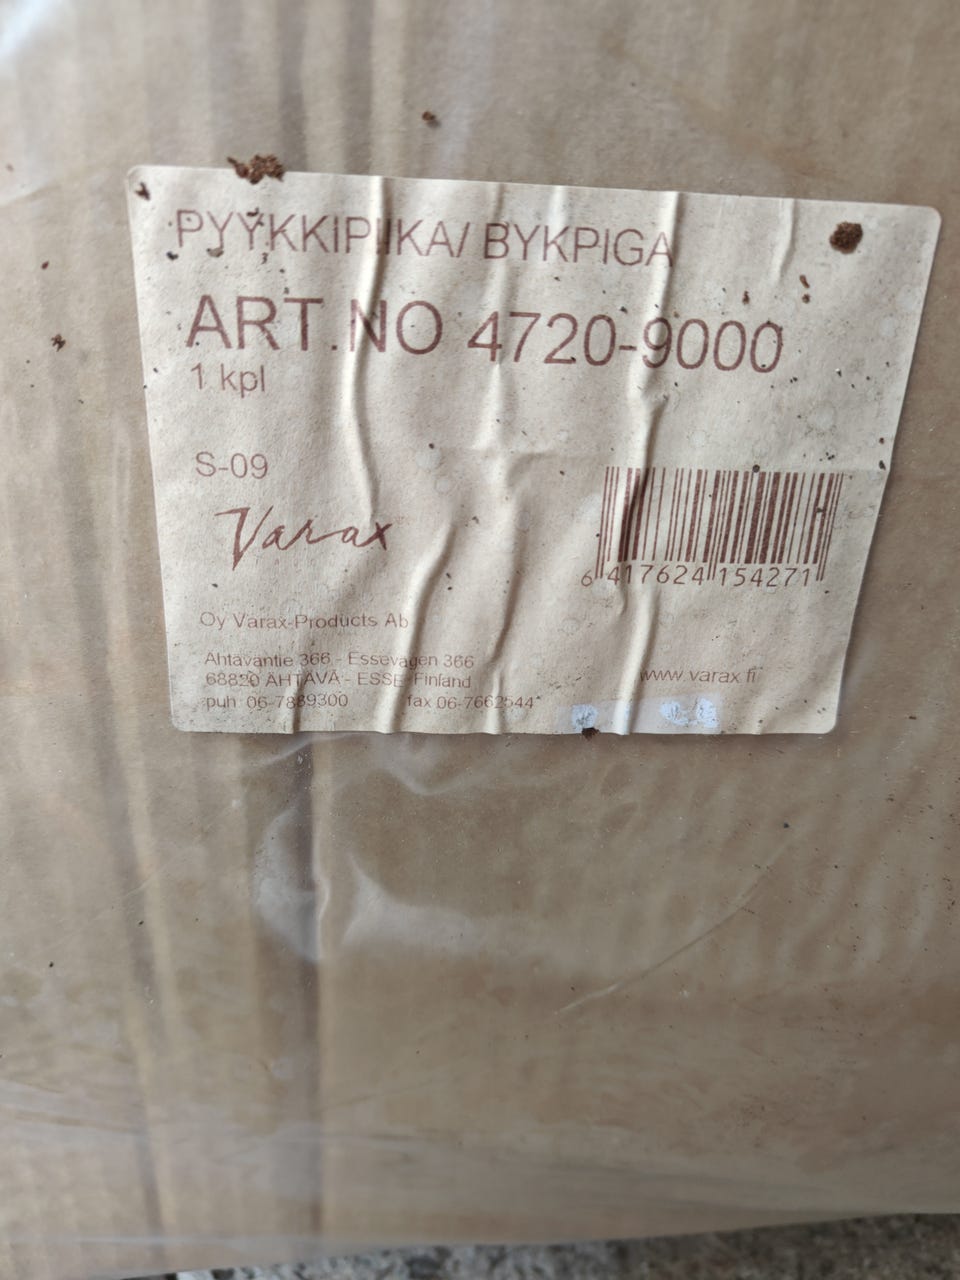 PYYKKIPIIKA/ BYKPIGA
ART.NO 4720-9000
1 kpl
S-09
Varax
6 417624 154271
Oy Varax-Products Ab
Ahtavantie 366 - Essevägen 366
68820 AHTAVA - ESSE Finland
puh 06-7889300 fax 06-7662544
www.varax.fi